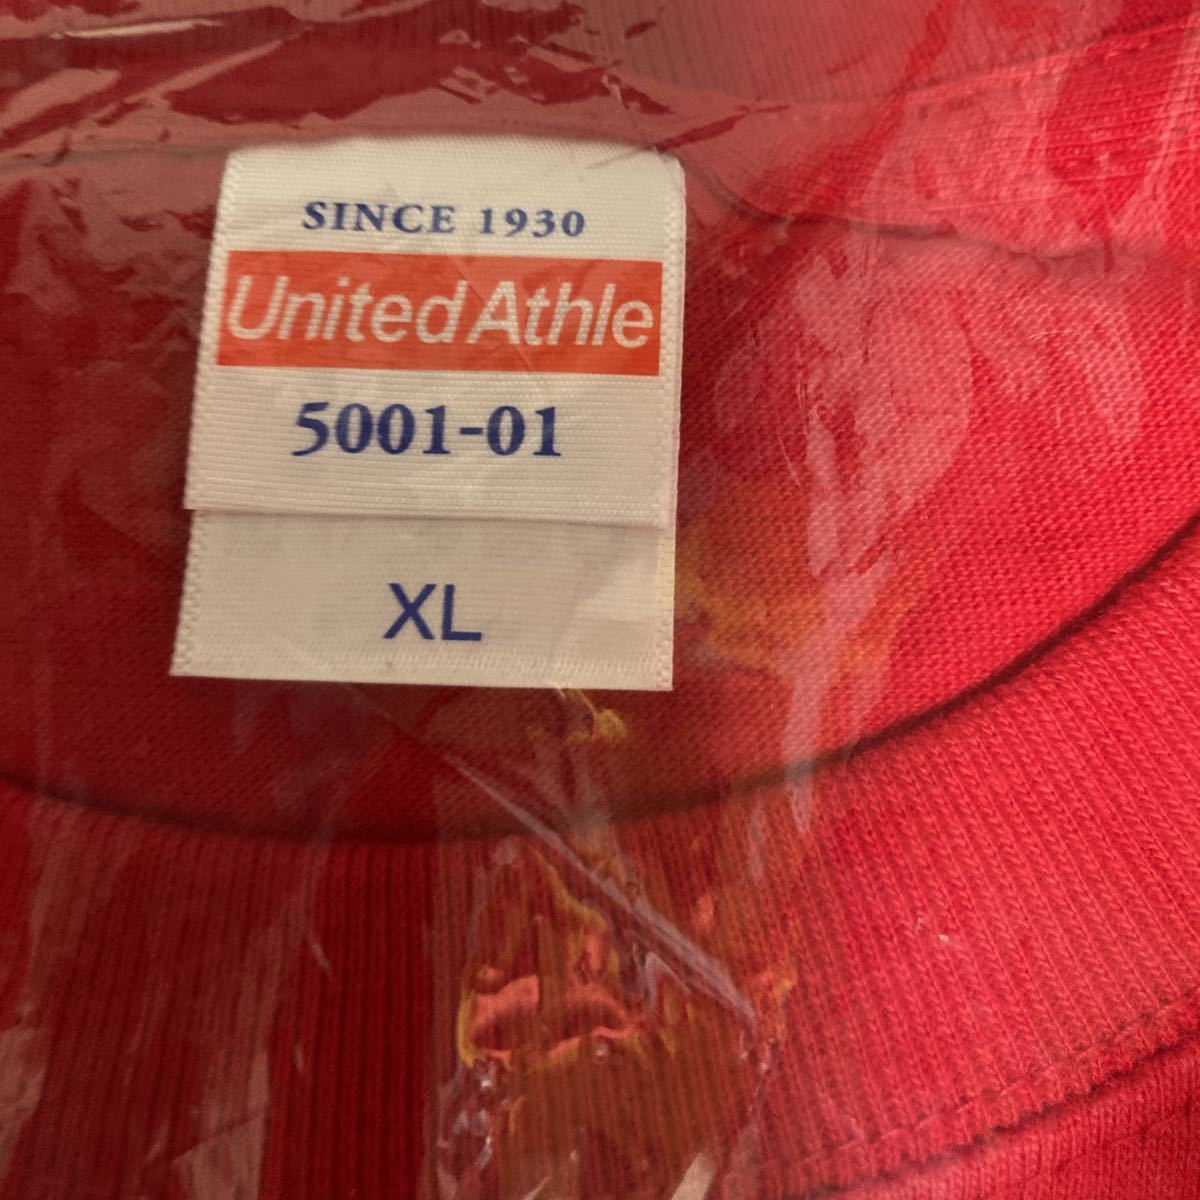 SINCE 1930
United Athle
5001-01
XL